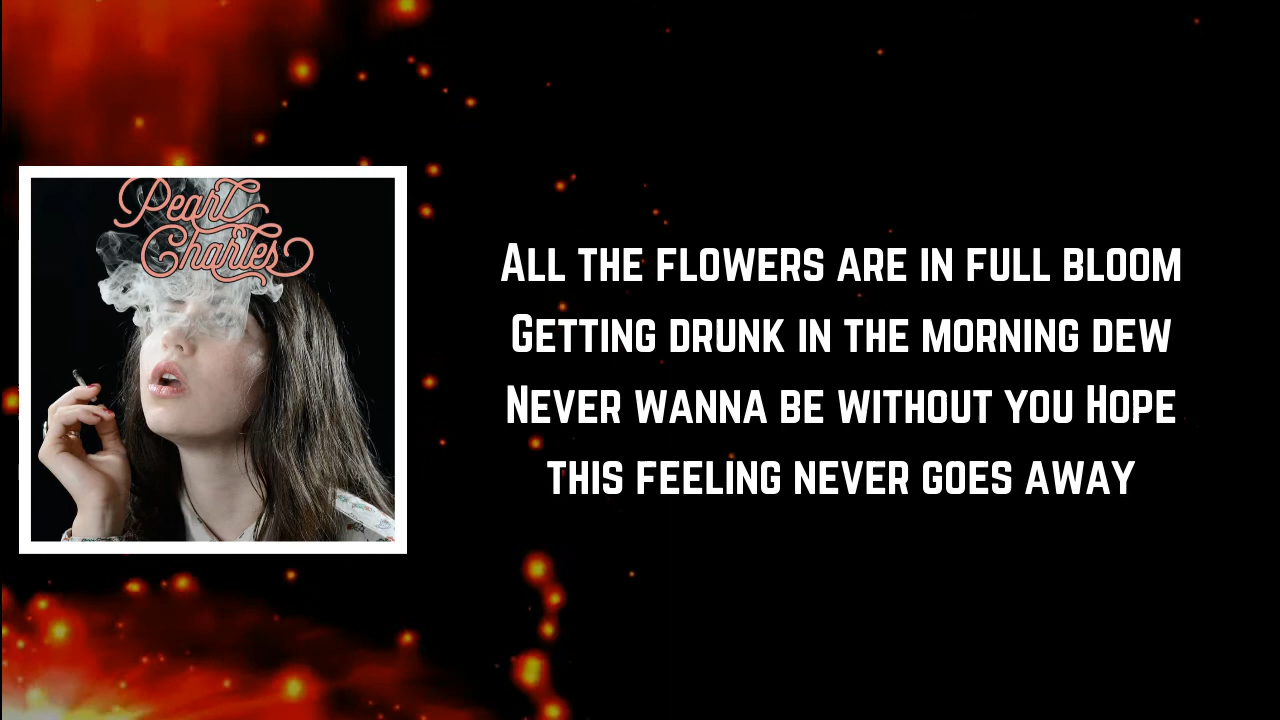 Pearl
Charles
All the flowers are in full bloom
Getting drunk in the morning dew
Never wanna be without you Hope
this feeling never goes away